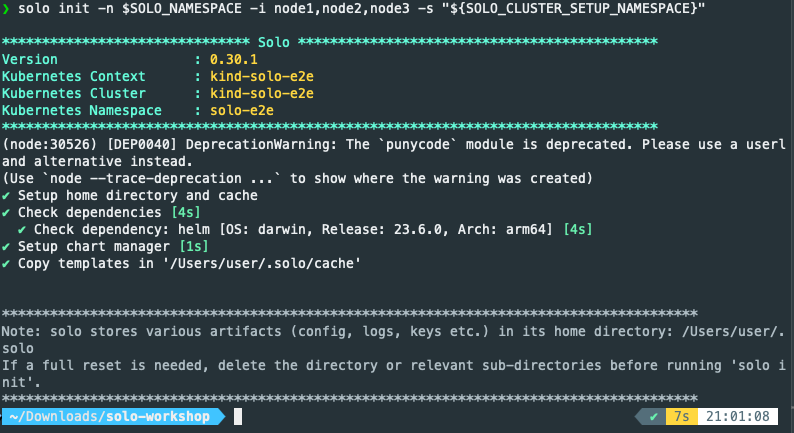 ❯ solo init -n $SOLO_NAMESPACE -i node1,node2,node3 -s "${SOLO_CLUSTER_SETUP_NAMESPACE}"
******************************* Solo *********************************************
Version : 0.30.1
Kubernetes Context : kind-solo-e2e
Kubernetes Cluster : kind-solo-e2e
Kubernetes Namespace : solo-e2e
**********************************************************************************
(node:30526) [DEP0040] DeprecationWarning: The `punycode` module is deprecated. Please use a userl
and alternative instead.
(Use `node --trace-deprecation ...` to show where the warning was created)
✔ Setup home directory and cache
✔ Check dependencies [4s]
✔ Check dependency: helm [OS: darwin, Release: 23.6.0, Arch: arm64] [4s]
✔ Setup chart manager [1s]
✔ Copy templates in '/Users/user/.solo/cache'
***************************************************************************************
Note: solo stores various artifacts (config, logs, keys etc.) in its home directory: /Users/user/.
solo
If a full reset is needed, delete the directory or relevant sub-directories before running 'solo i
nit'.
***************************************************************************************
~/Downloads/solo-workshop ✔ 7s 21:01:08